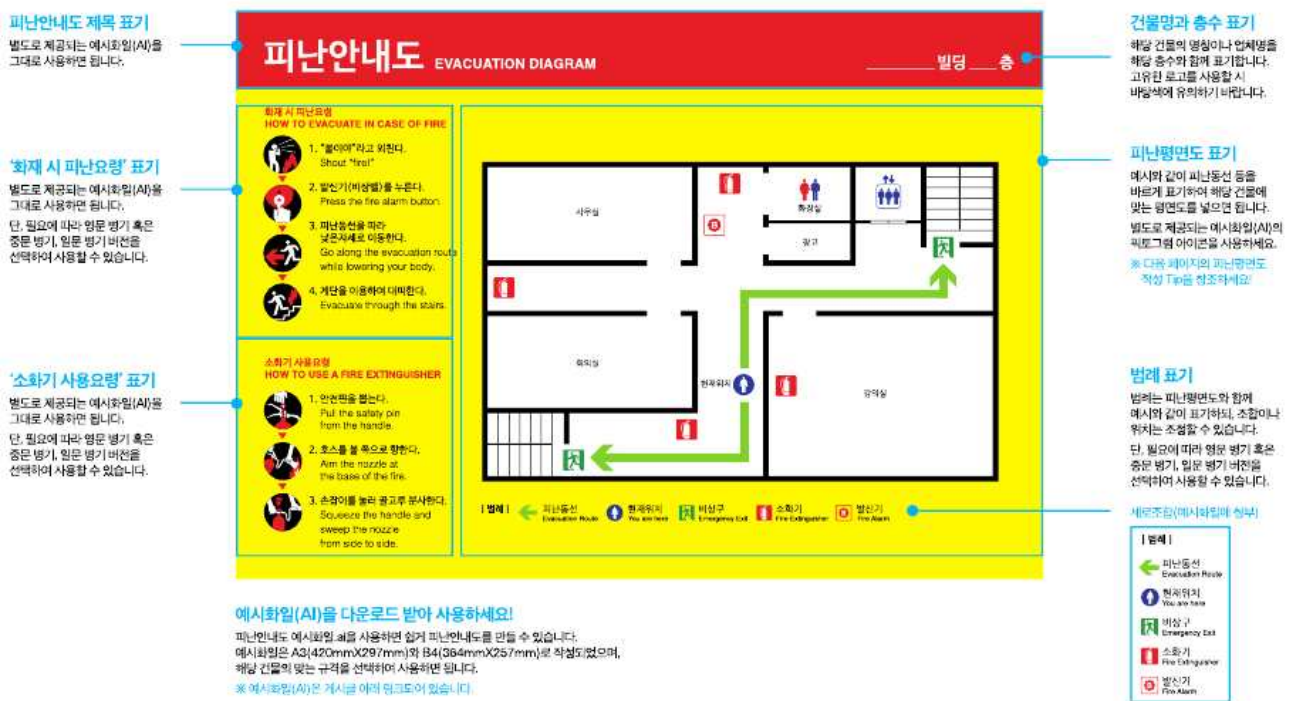 피난안내도 제목 표기
별도로 제공되는 예시화일(AI)을
그대로 사용하면 됩니다.
'화재 시 피난요령' 표기
별도로 제공되는 예시화일(AI)을
그대로 사용하면 됩니다.
단, 필요에 따라 영문 병기 혹은
중문 병기, 일문 병기 버전을
선택하여 사용할 수 있습니다.
'소화기 사용요령' 표기
별도로 제공되는 예시화일(AI)을
그대로 사용하면 됩니다.
단, 필요에 따라 영문 병기 혹은
중문 병기, 일문 병기 버전을
선택하여 사용할 수 있습니다.
피난안내도 EVACUATION DIAGRAM
빌딩 층
화재 시 피난요령
HOW TO EVACUATE IN CASE OF FIRE
1. "불이야"라고 외친다.
Shout "fire!"
2. 발신기(비상벨)를 누른다.
Press the fire alarm button.
3. 피난동선을 따라
낮은자세로 이동한다.
Go along the evacuation route
while lowering your body.
4. 계단을 이용하여 대피한다.
Evacuate through the stairs.
소화기 사용요령
HOW TO USE A FIRE EXTINGUISHER
1. 안전핀을 뽑는다.
Pull the safety pin
from the handle.
2. 호스를 불 쪽으로 향한다.
Aim the nozzle at
the base of the fire.
3. 손잡이를 눌러 골고루 분사한다.
Squeeze the handle and
sweep the nozzle
from side to side.
사무실
화장실
창고
회의실
현재위치
강의실
| 범례 |
피난동선
Evacuation Route
현재위치
You are here
비상구
Emergency Exit
소화기
Fire Extinguisher
발신기
Fire Alarm
예시화일(AI)을 다운로드 받아 사용하세요!
피난안내도 예시화일.ai을 사용하면 쉽게 피난안내도를 만들 수 있습니다.
예시화일은 A3(420mmX297mm)와 B4(364mmX257mm)로 작성되었으며,
해당 건물의 맞는 규격을 선택하여 사용하면 됩니다.
※ 예시화일(AI)은 게시글 아래 링크되어 있습니다.
건물명과 층수 표기
해당 건물의 명칭이나 업체명을
해당 층수와 함께 표기합니다.
고유한 로고를 사용할 시
바탕색에 유의하기 바랍니다.
피난평면도 표기
예시와 같이 피난동선 등을
바르게 표기하여 해당 건물에
맞는 평면도를 넣으면 됩니다.
별도로 제공되는 예시화일(AI)의
픽토그램 아이콘을 사용하세요.
※ 다음 페이지의 피난평면도
작성 Tip을 참조하세요!
범례 표기
범례는 피난평면도와 함께
예시와 같이 표기하되, 조합이나
위치는 조절할 수 있습니다.
단, 필요에 따라 영문 병기 혹은
중문 병기, 일문 병기 버전을
선택하여 사용할 수 있습니다.
세로조합(예시화일에 첨부)
| 범례 |
피난동선
Evacuation Route
현재위치
You are here
비상구
Emergency Exit
소화기
Fire Extinguisher
발신기
Fire Alarm